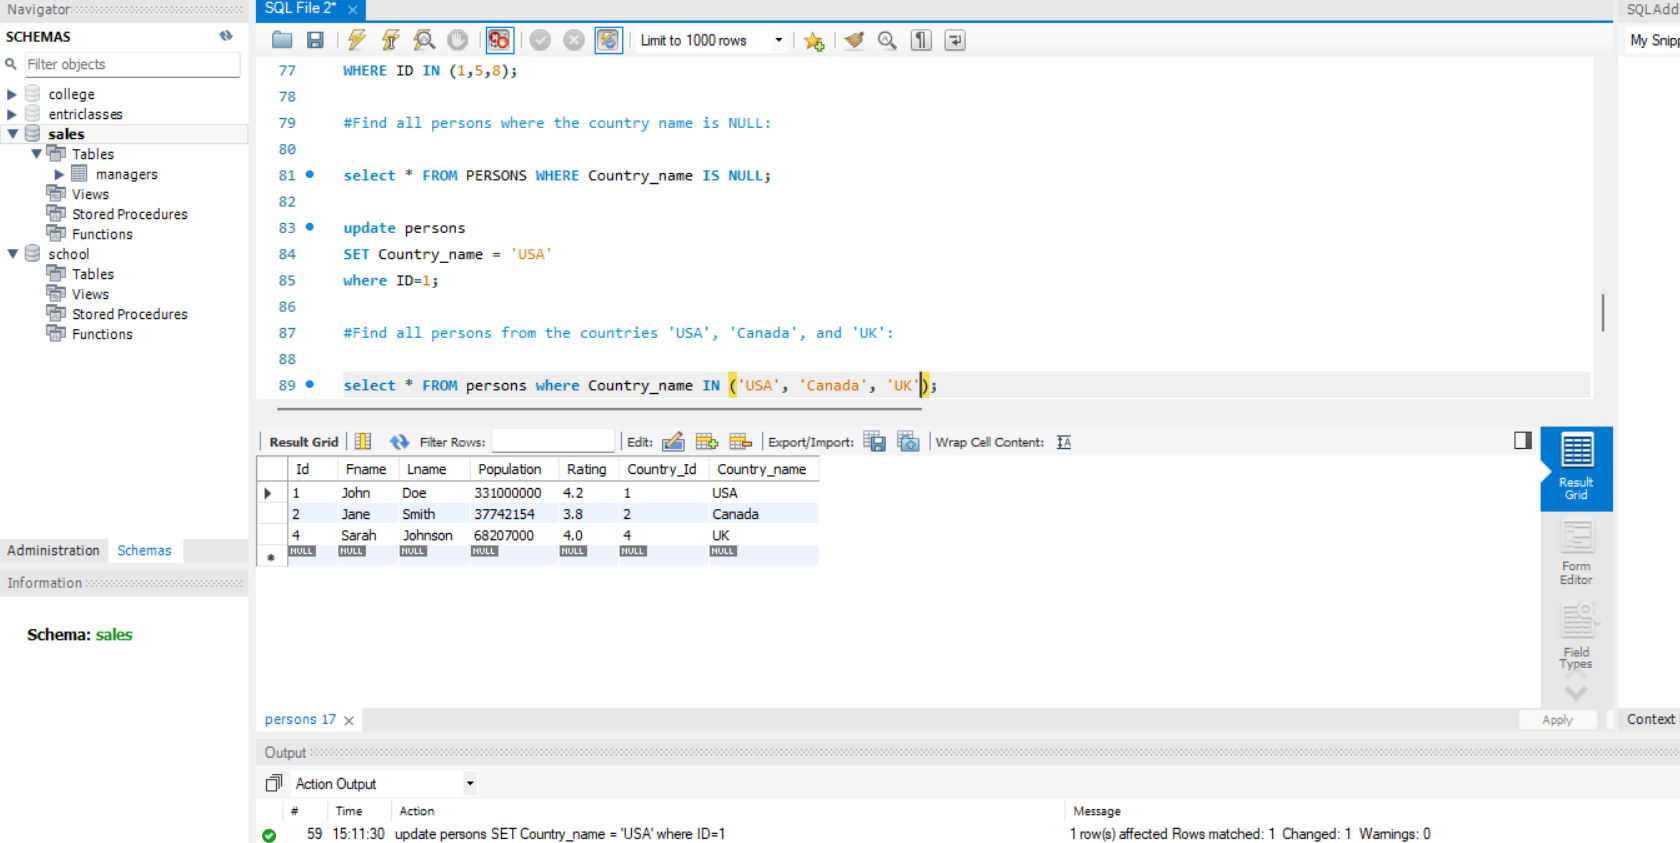 Navigator
SCHEMAS
Filter objects
college
entriclasses
sales
Tables
managers
Views
Stored Procedures
Functions
school
Tables
Views
Stored Procedures
Functions
Administration Schemas
Information
Schema: sales
SQL File 2*
Limit to 1000 rows
77 WHERE ID IN (1,5,8);
78
79 #Find all persons where the country name is NULL:
80
81 select * FROM PERSONS WHERE Country_name IS NULL;
82
83 update persons
84 SET Country_name = 'USA'
85 where ID=1;
86
87 #Find all persons from the countries 'USA', 'Canada', and 'UK':
88
89 select * FROM persons where Country_name IN ('USA', 'Canada', 'UK');
Result Grid Filter Rows: Edit: Export/Import: Wrap Cell Content:
Id Fname Lname Population Rating Country_Id Country_name
1 John Doe 331000000 4.2 1 USA
2 Jane Smith 37742154 3.8 2 Canada
4 Sarah Johnson 68207000 4.0 4 UK
NULL NULL NULL NULL NULL NULL NULL
Result
Grid
Form
Editor
Field
Types
persons 17
Apply
Output
Action Output
# Time Action Message
59 15:11:30 update persons SET Country_name = 'USA' where ID=1 1 row(s) affected Rows matched: 1 Changed: 1 Warnings: 0
SQLAdd
My Snipp
Context